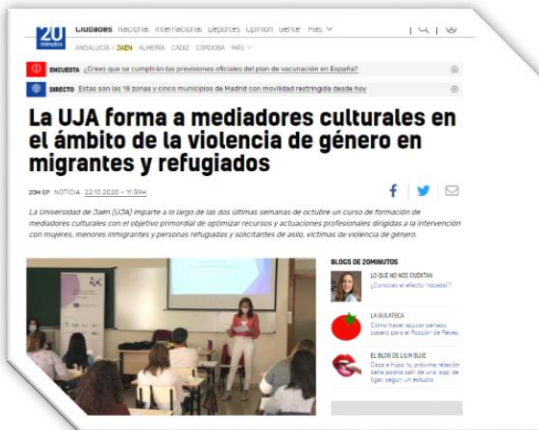 20
minutos
Ciudades Nacional Internacional Deportes Opinión Gente Más
ANDALUCÍA > JAÉN ALMERÍA CÁDIZ CÓRDOBA MÁS
ENCUESTA ¿Crees que se cumplirán las previsiones oficiales del plan de vacunación en España?
DIRECTO Estas son las 18 zonas y cinco municipios de Madrid con movilidad restringida desde hoy
La UJA forma a mediadores culturales en
el ámbito de la violencia de género en
migrantes y refugiados
20M EP NOTICIA 22.10.2020 - 11:39H
La Universidad de Jaén (UJA) imparte a lo largo de las dos últimas semanas de octubre un curso de formación de
mediadores culturales con el objetivo primordial de optimizar recursos y actuaciones profesionales dirigidas a la intervención
con mujeres, menores inmigrantes y personas refugiadas y solicitantes de asilo, víctimas de violencia de género.
BLOGS DE 20MINUTOS
LO QUE NO NOS CUENTAN
¿Conoces el efecto 'nocebo'?
LA GULATECA
Cómo hacer azúcar perlado
casero para el Roscón de Reyes
EL BLOG DE LILIH BLUE
Casa e hijos: tu próxima relación
seria podría salir de una 'app' de
ligar, según un estudio